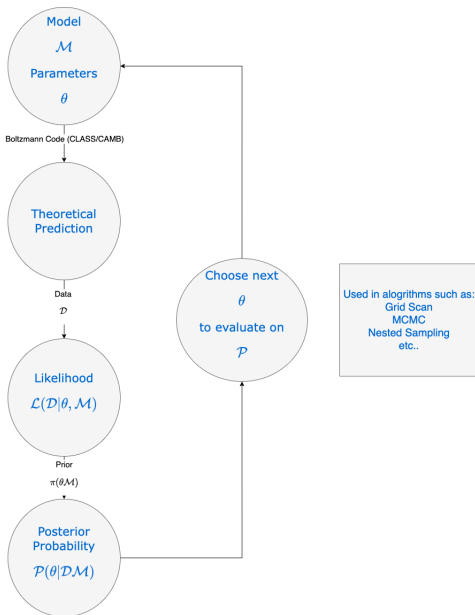 Model
ℳ
Parameters
θ
Boltzmann Code (CLASS/CAMB)
Theoretical
Prediction
Data
𝒟
Likelihood
ℒ(𝒟|θ, ℳ)
Prior
π(θℳ)
Posterior
Probability
𝒫(θ|𝒟ℳ)
Choose next
θ
to evaluate on
𝒫
Used in alogrithms such as:
Grid Scan
MCMC
Nested Sampling
etc..